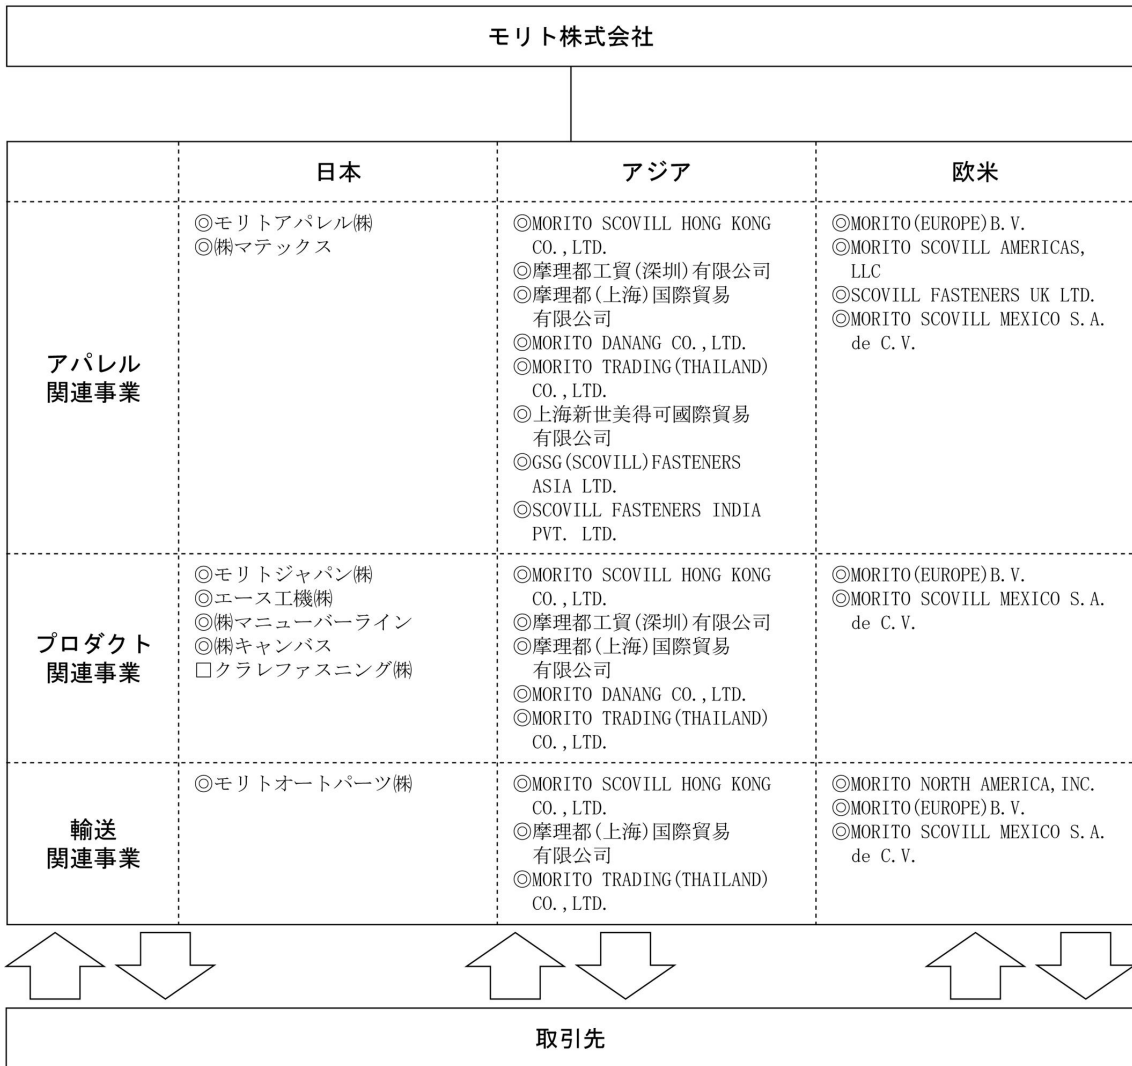 モリト株式会社
日本
アジア
欧米
アパレル
関連事業
◎モリトアパレル㈱
◎㈱マテックス
◎MORITO SCOVILL HONG KONG
CO.,LTD.
◎摩理都工貿(深圳)有限公司
◎摩理都(上海)国際貿易
有限公司
◎MORITO DANANG CO.,LTD.
◎MORITO TRADING(THAILAND)
CO.,LTD.
◎上海新世美得可國際貿易
有限公司
◎GSG(SCOVILL)FASTENERS
ASIA LTD.
◎SCOVILL FASTENERS INDIA
PVT. LTD.
◎MORITO(EUROPE)B.V.
◎MORITO SCOVILL AMERICAS,
LLC
◎SCOVILL FASTENERS UK LTD.
◎MORITO SCOVILL MEXICO S.A.
de C.V.
プロダクト
関連事業
◎モリトジャパン㈱
◎エース工機㈱
◎㈱マニューバーライン
◎㈱キャンバス
□クラレファスニング㈱
◎MORITO SCOVILL HONG KONG
CO.,LTD.
◎摩理都工貿(深圳)有限公司
◎摩理都(上海)国際貿易
有限公司
◎MORITO DANANG CO.,LTD.
◎MORITO TRADING(THAILAND)
CO.,LTD.
◎MORITO(EUROPE)B.V.
◎MORITO SCOVILL MEXICO S.A.
de C.V.
輸送
関連事業
◎モリトオートパーツ㈱
◎MORITO SCOVILL HONG KONG
CO.,LTD.
◎摩理都(上海)国際貿易
有限公司
◎MORITO TRADING(THAILAND)
CO.,LTD.
◎MORITO NORTH AMERICA,INC.
◎MORITO(EUROPE)B.V.
◎MORITO SCOVILL MEXICO S.A.
de C.V.
取引先